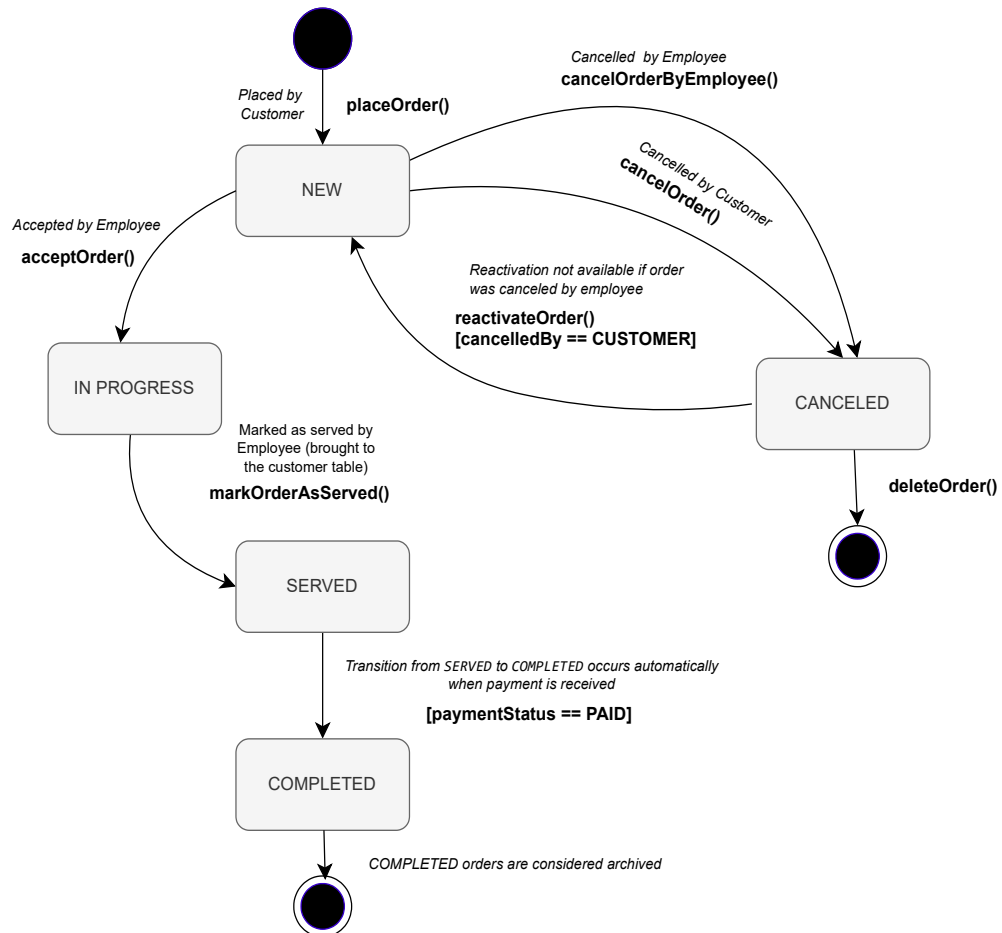 Cancelled  by Employee
cancelOrderByEmployee()
Placed by
Customer
placeOrder()
Cancelled by Customer
cancelOrder()
NEW
Accepted by Employee
acceptOrder()
Reactivation not available if order
was canceled by employee
reactivateOrder()
[cancelledBy == CUSTOMER]
IN PROGRESS
CANCELED
Marked as served by
Employee (brought to
the customer table)
markOrderAsServed()
deleteOrder()
SERVED
Transition from SERVED to COMPLETED occurs automatically
when payment is received
[paymentStatus == PAID]
COMPLETED
COMPLETED orders are considered archived